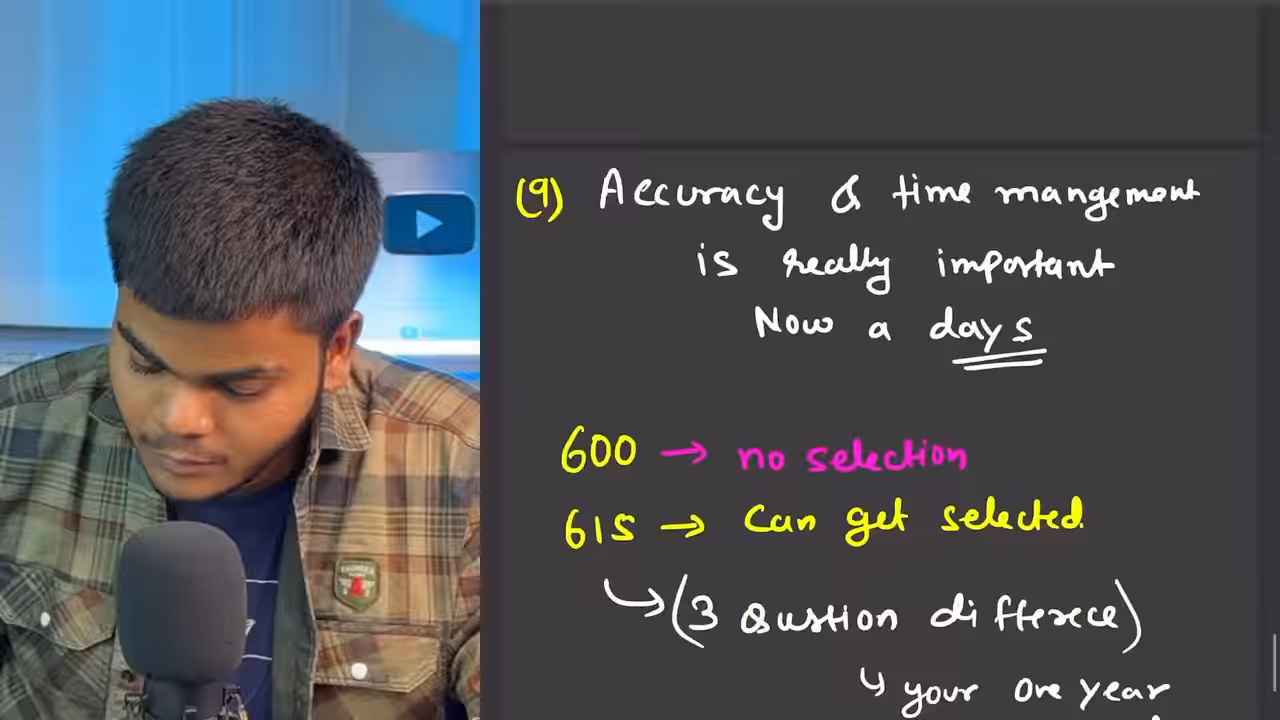 (9) Accuracy & time mangement
is really important
Now a days
600 → no selection
615 → Can get selected.
↳ (3 Qustion differece)
↳ your one year